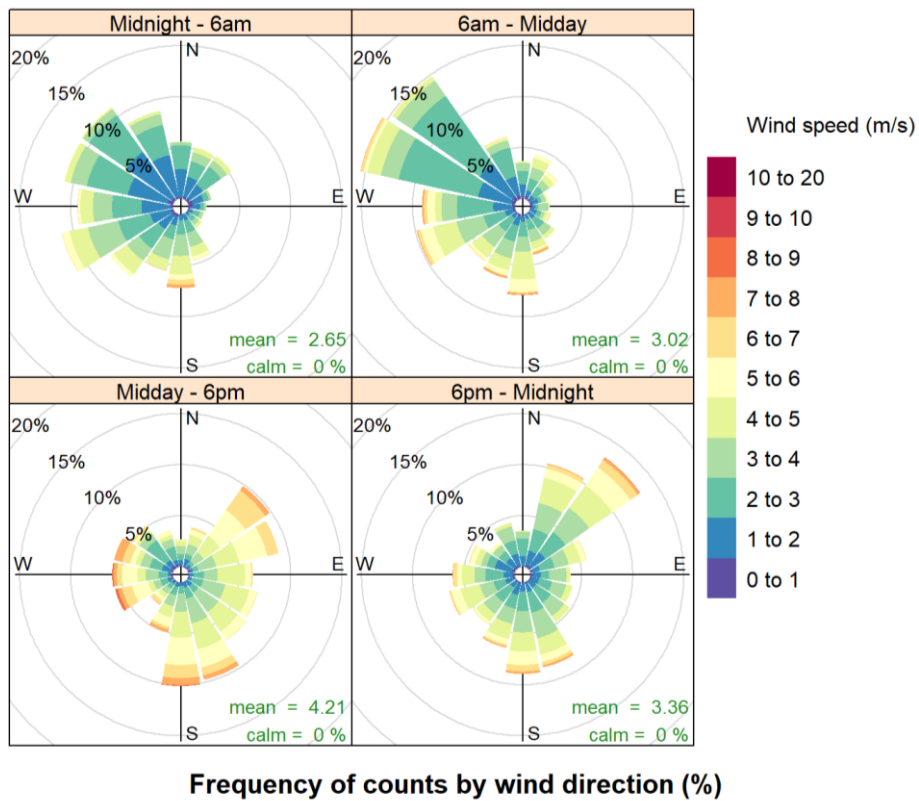 Midnight - 6am
N
20%
15%
10%
5%
W
E
mean = 2.65
S
calm = 0 %
6am - Midday
N
20%
15%
10%
5%
W
E
mean = 3.02
S
calm = 0 %
Midday - 6pm
N
20%
15%
10%
5%
W
E
mean = 4.21
S
calm = 0 %
6pm - Midnight
N
20%
15%
10%
5%
W
E
mean = 3.36
S
calm = 0 %
Wind speed (m/s)
10 to 20
9 to 10
8 to 9
7 to 8
6 to 7
5 to 6
4 to 5
3 to 4
2 to 3
1 to 2
0 to 1
Frequency of counts by wind direction (%)